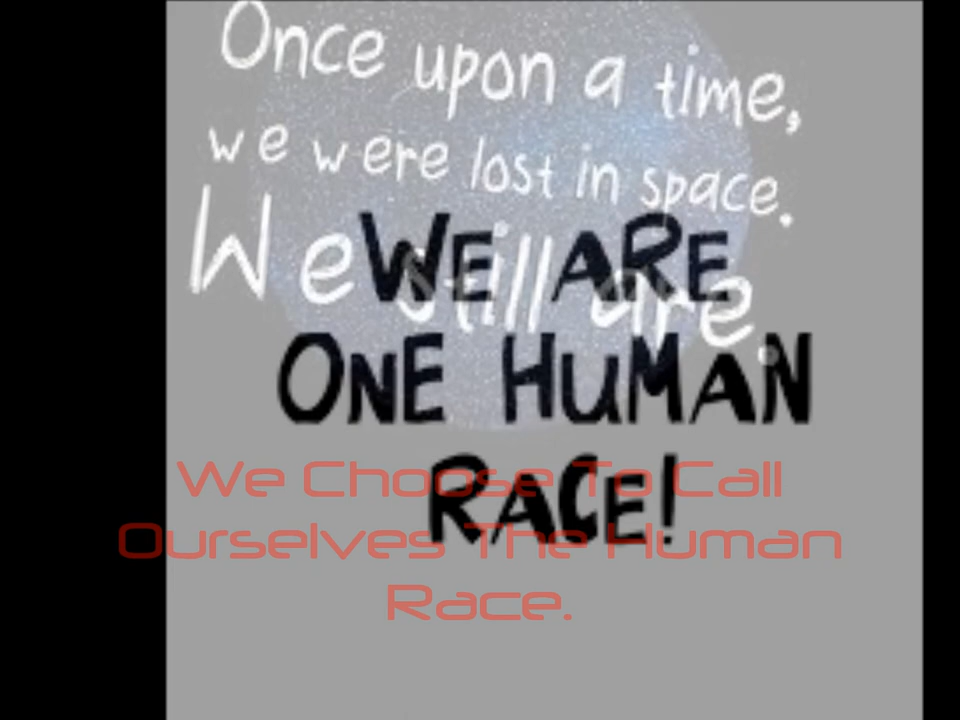 Once upon a time,
we were lost in space.
We still are.
WE ARE
ONE HUMAN
RACE!
We Choose To Call
Ourselves The Human
Race.